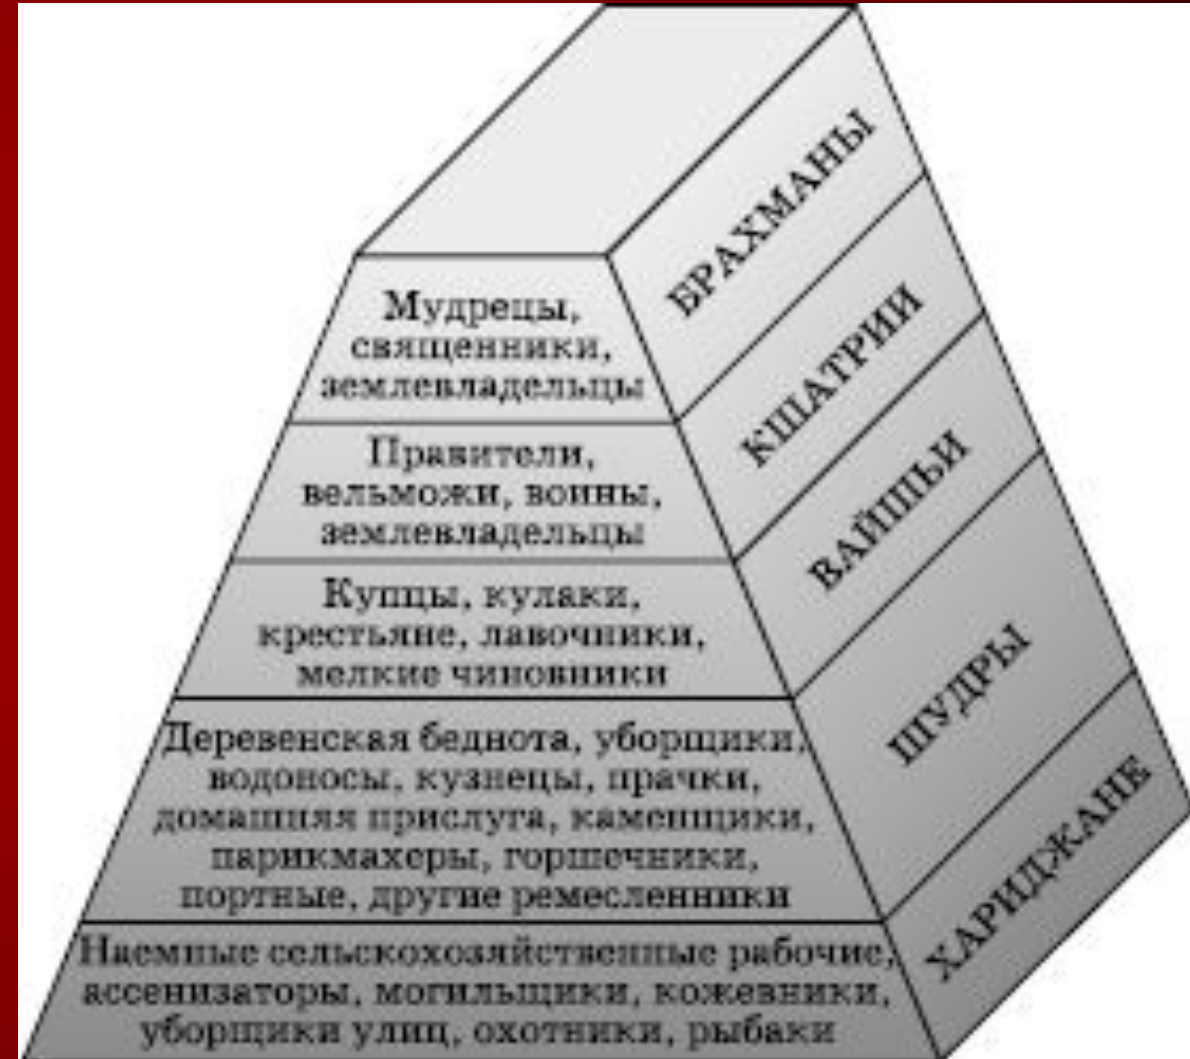 Мудрецы,
священники,
землевладельцы
БРАХМАНЫ
Правители,
вельможи, воины,
землевладельцы
КШАТРИИ
Купцы, кулаки,
крестьяне, лавочники,
мелкие чиновники
ВАЙШЬИ
Деревенская беднота, уборщики,
водоносы, кузнецы, прачки,
домашняя прислуга, каменщики,
парикмахеры, горшечники,
портные, другие ремесленники
ШУДРЫ
Наемные сельскохозяйственные рабочие,
ассенизаторы, могильщики, кожевники,
уборщики улиц, охотники, рыбаки
ХАРИДЖАНЕ